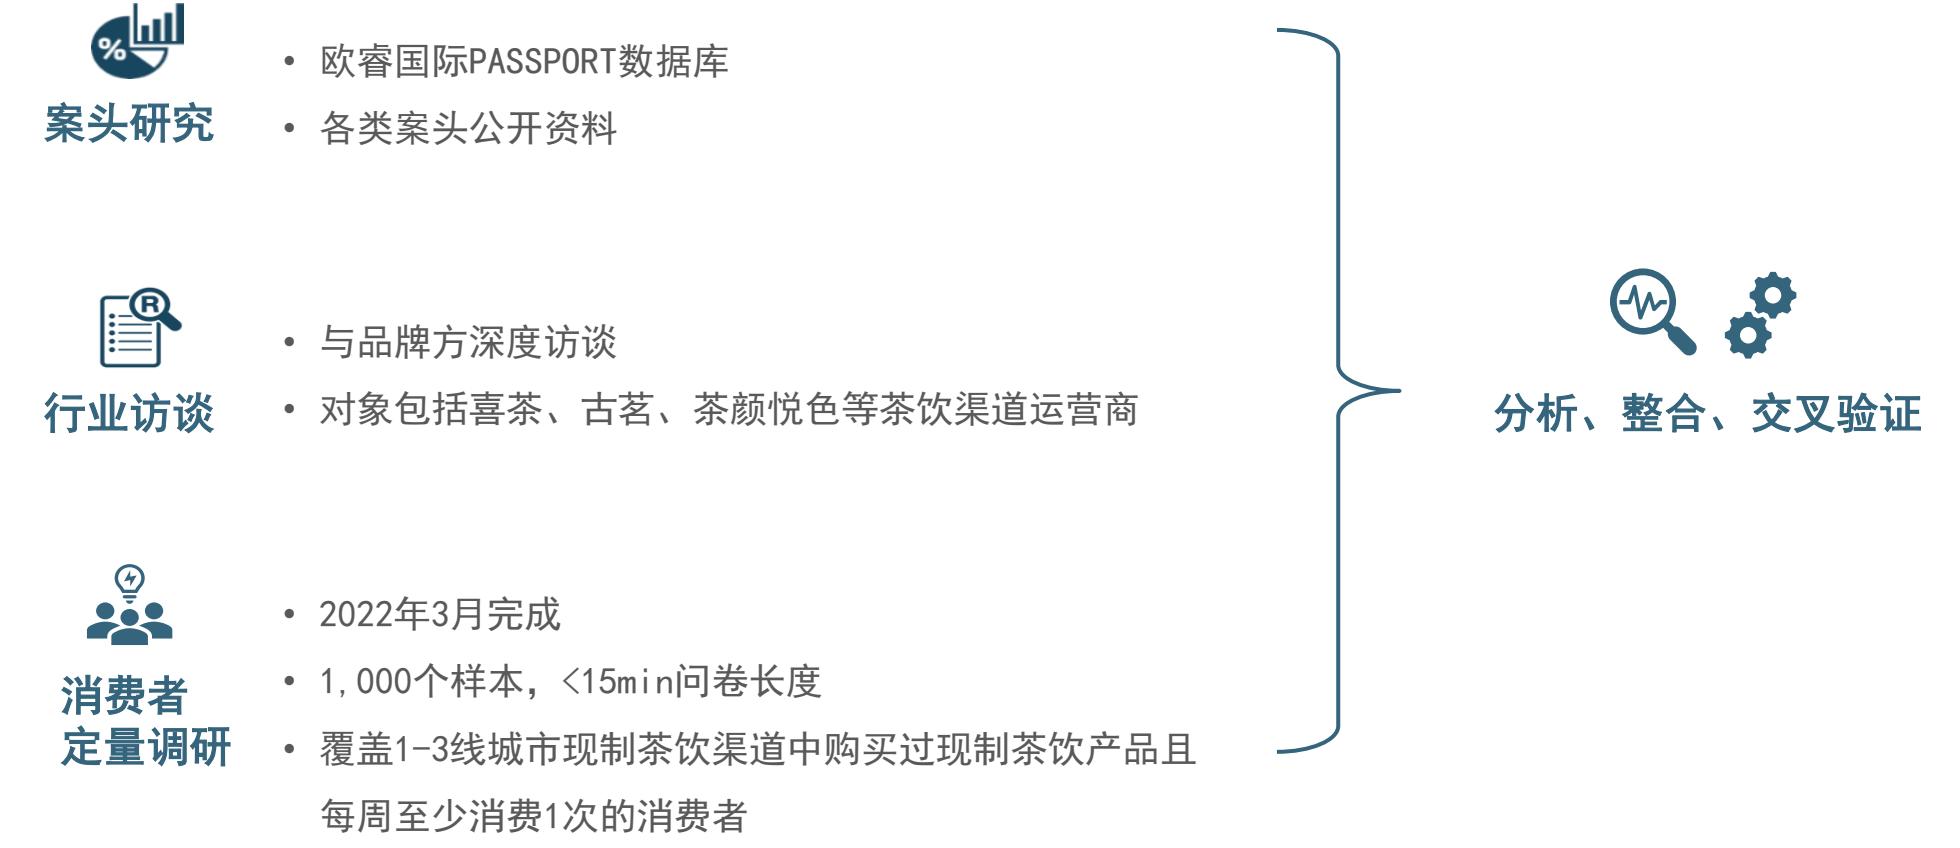 %
案头研究
• 欧睿国际PASSPORT数据库
• 各类案头公开资料
R
行业访谈
• 与品牌方深度访谈
• 对象包括喜茶、古茗、茶颜悦色等茶饮渠道运营商
消费者
定量调研
• 2022年3月完成
• 1,000个样本，<15min问卷长度
• 覆盖1-3线城市现制茶饮渠道中购买过现制茶饮产品且
每周至少消费1次的消费者
分析、整合、交叉验证